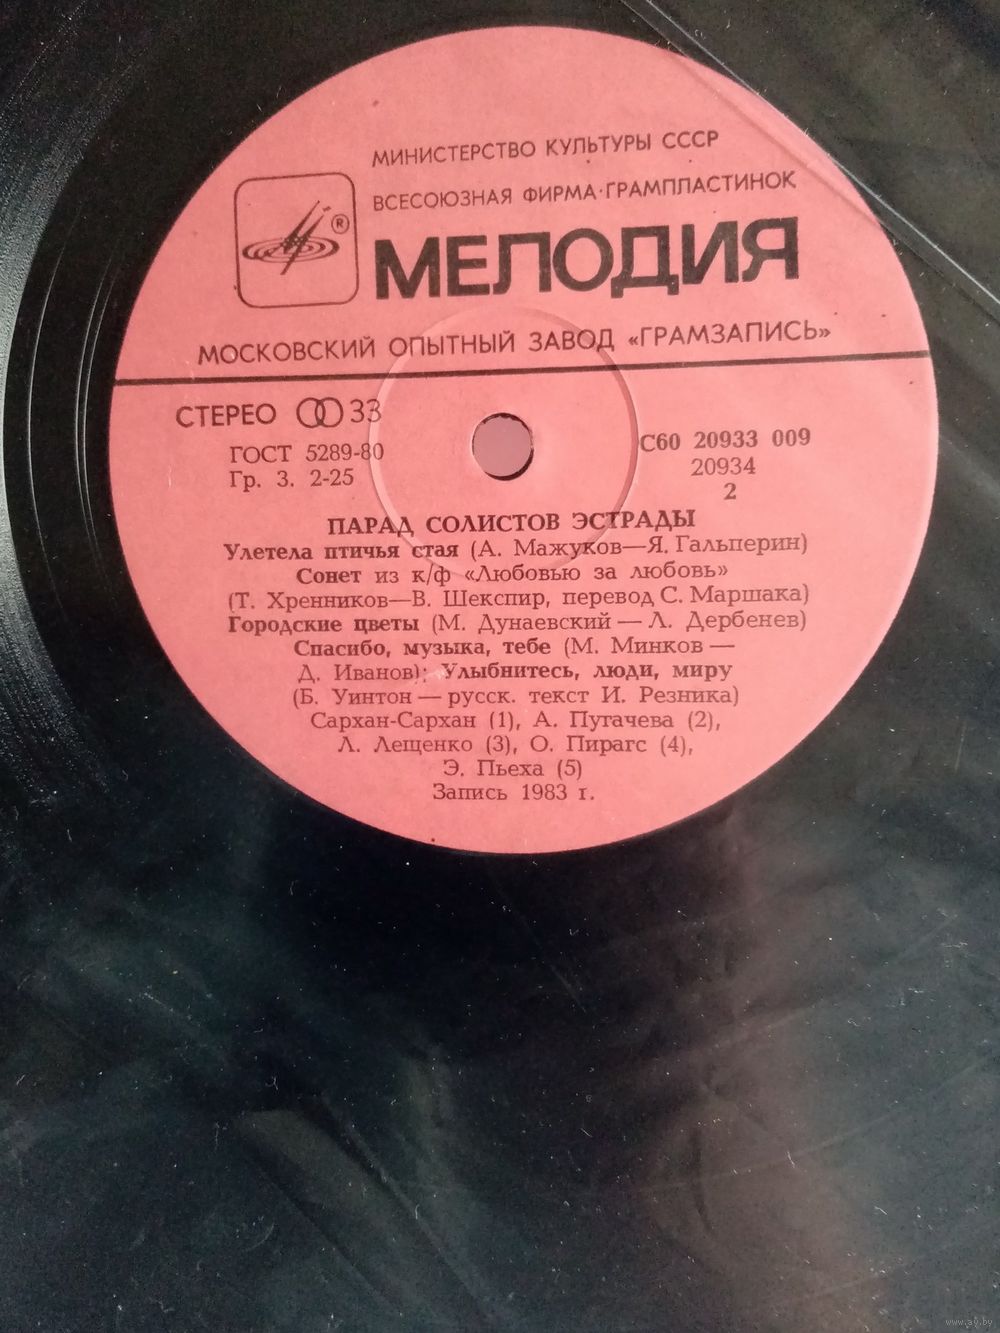 МИНИСТЕРСТВО КУЛЬТУРЫ СССР
ВСЕСОЮЗНАЯ ФИРМА·ГРАМПЛАСТИНОК
®
МЕЛОДИЯ
МОСКОВСКИЙ ОПЫТНЫЙ ЗАВОД «ГРАМЗАПИСЬ»
СТЕРЕО 33
ГОСТ 5289-80
Гр. 3. 2-25
С60 20933 009
20934
2
ПАРАД СОЛИСТОВ ЭСТРАДЫ
Улетела птичья стая (А. Мажуков—Я. Гальперин)
Сонет из к/ф «Любовью за любовь»
(Т. Хренников—В. Шекспир, перевод С. Маршака)
Городские цветы (М. Дунаевский — Л. Дербенев)
Спасибо, музыка, тебе (М. Минков —
Д. Иванов); Улыбнитесь, люди, миру
(Б. Уинтон — русск. текст И. Резника)
Сархан-Сархан (1), А. Пугачева (2),
Л. Лещенко (3), О. Пирагс (4),
Э. Пьеха (5)
Запись 1983 г.
www.ay.by